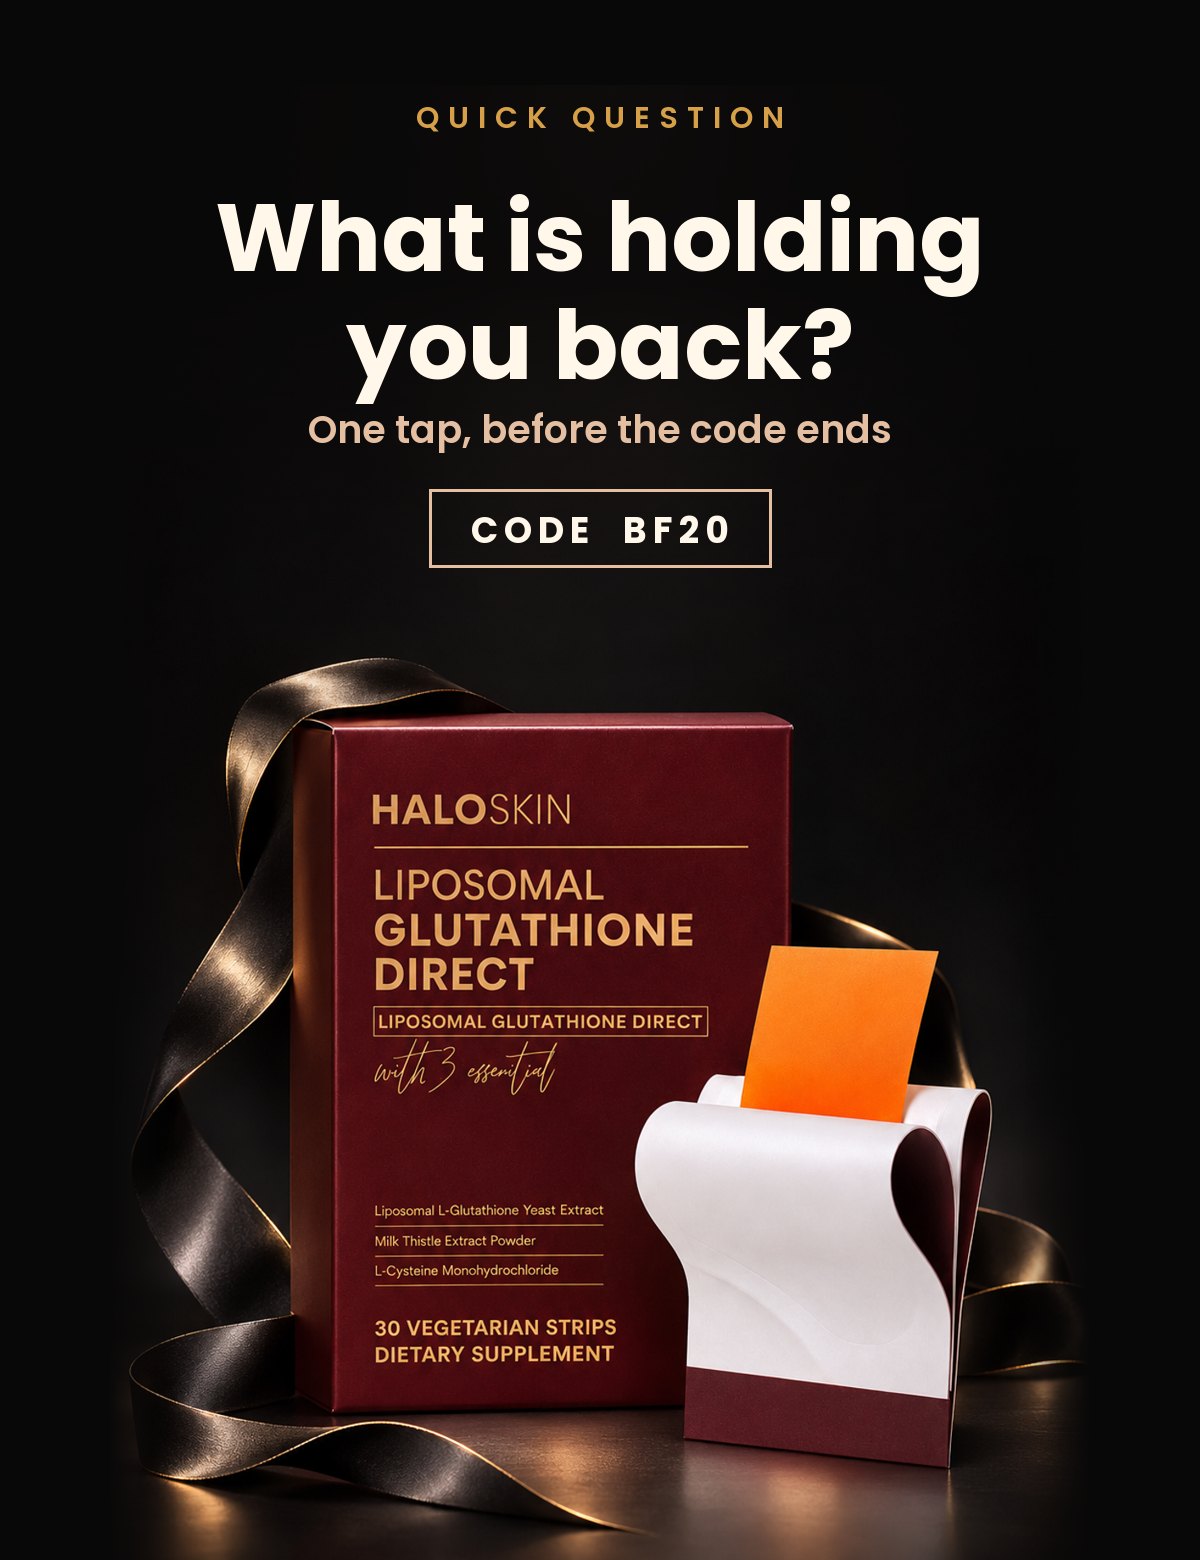 QUICK QUESTION
What is holding
you back?
One tap, before the code ends
CODE BF20
HALOSKIN
LIPOSOMAL
GLUTATHIONE
DIRECT
LIPOSOMAL GLUTATHIONE DIRECT
with 3 essential
Liposomal L-Glutathione Yeast Extract
Milk Thistle Extract Powder
L-Cysteine Monohydrochloride
30 VEGETARIAN STRIPS
DIETARY SUPPLEMENT